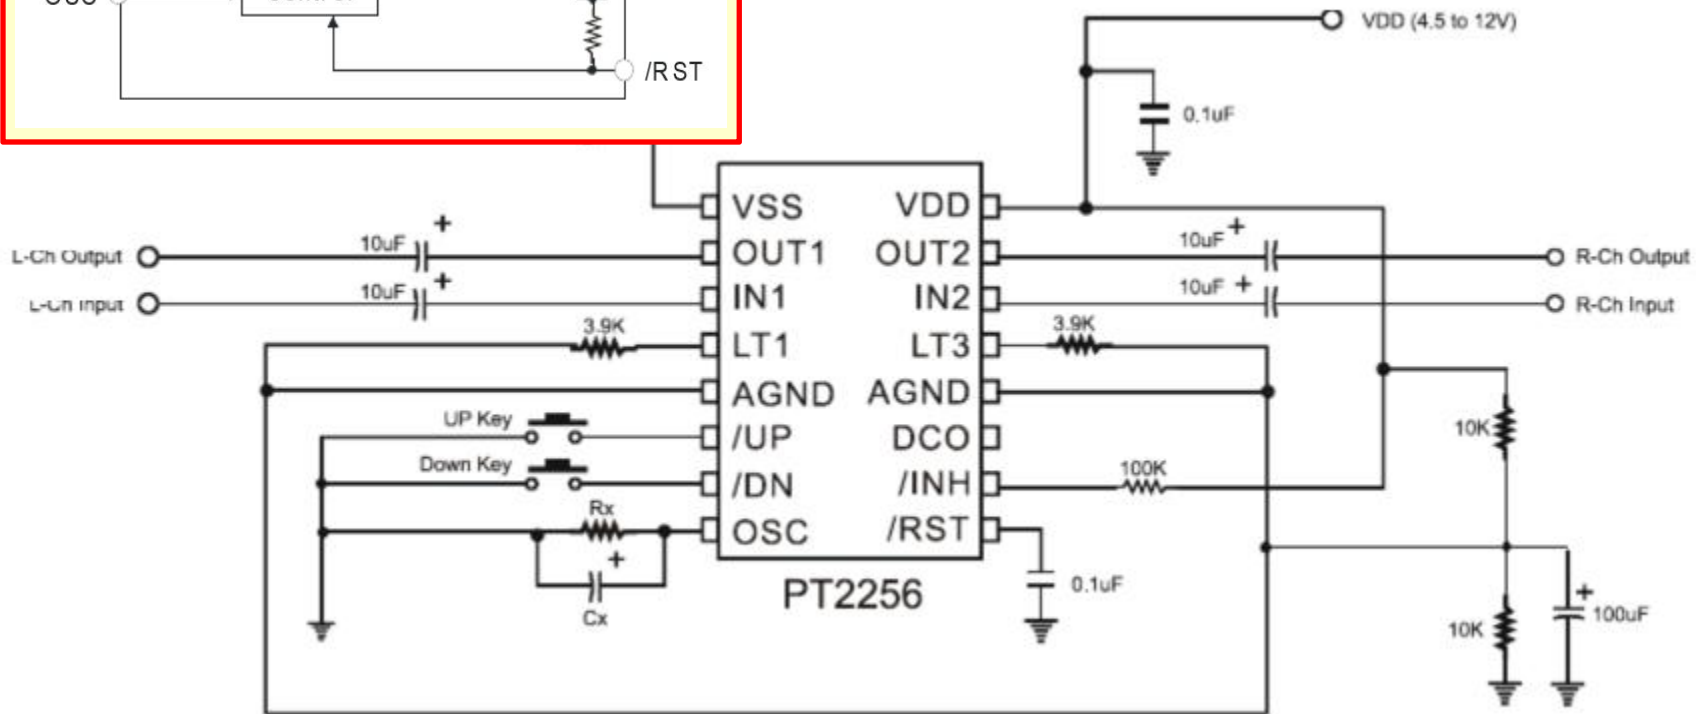 /RST
VDD (4.5 to 12V)
0.1uF
VSS
VDD
10uF
+
OUT1
OUT2
10uF
+
L-Ch Output
R-Ch Output
10uF
+
IN1
IN2
10uF
+
L-Ch Input
R-Ch Input
3.9K
LT1
LT3
3.9K
AGND
AGND
UP Key
/UP
DCO
10K
Down Key
/DN
/INH
100K
Rx
OSC
/RST
+
Cx
PT2256
0.1uF
10K
+
100uF